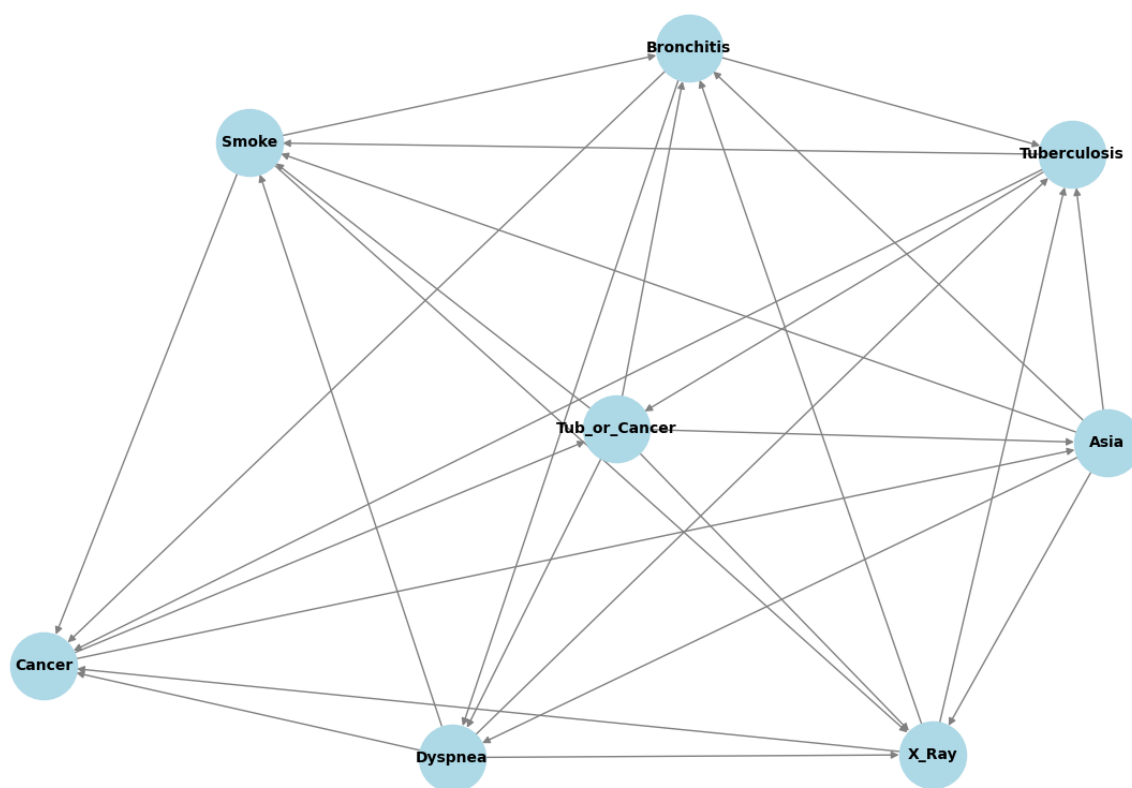 Bronchitis
Smoke
Tuberculosis
Tub_or_Cancer
Asia
Cancer
Dyspnea
X_Ray